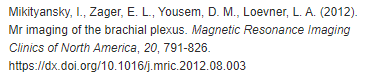 Mikityansky, I., Zager, E. L., Yousem, D. M., Loevner, L. A. (2012).
Mr imaging of the brachial plexus. Magnetic Resonance Imaging
Clinics of North America, 20, 791-826.
https://dx.doi.org/10.1016/j.mric.2012.08.003